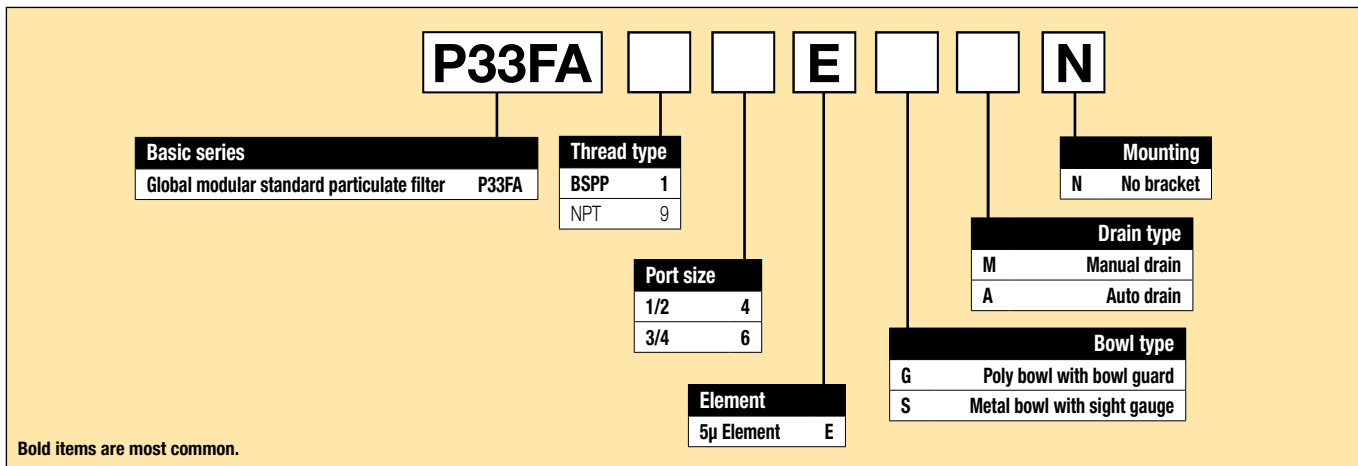 P33FA E N
Basic series
Global modular standard particulate filter P33FA
Thread type
BSPP 1
NPT 9
Mounting
N No bracket
Drain type
M Manual drain
A Auto drain
Port size
1/2 4
3/4 6
Bowl type
G Poly bowl with bowl guard
S Metal bowl with sight gauge
Element
5µ Element E
Bold items are most common.